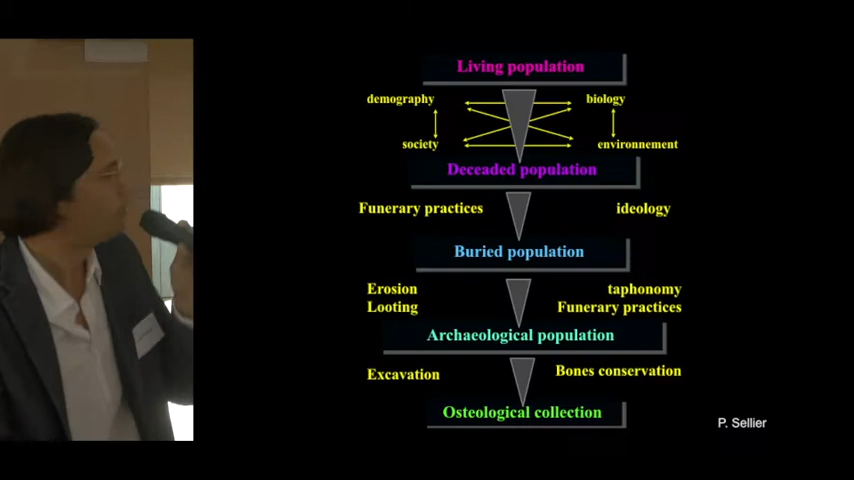 Living population
demography biology
society environnement
Deceaded population
Funerary practices ideology
Buried population
Erosion taphonomy
Looting Funerary practices
Archaeological population
Excavation Bones conservation
Osteological collection
P. Sellier